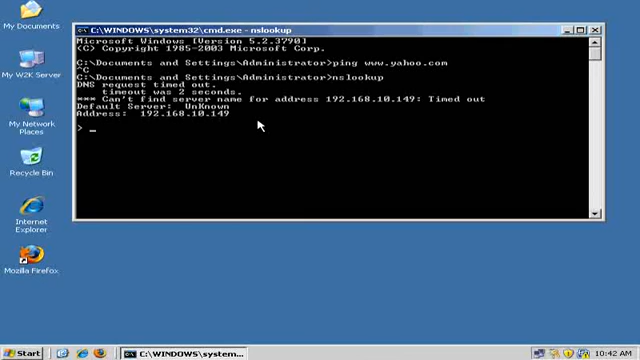 My Documents
My W2K Server
My Network
Places
Recycle Bin
Internet
Explorer
Mozilla Firefox
C:\WINDOWS\system32\cmd.exe - nslookup
Microsoft Windows [Version 5.2.3790]
(C) Copyright 1985-2003 Microsoft Corp.
C:\Documents and Settings\Administrator>ping www.yahoo.com
^C
C:\Documents and Settings\Administrator>nslookup
DNS request timed out.
timeout was 2 seconds.
*** Can't find server name for address 192.168.10.149: Timed out
Default Server: UnKnown
Address: 192.168.10.149
> _
Start
C:\WINDOWS\system...
10:42 AM